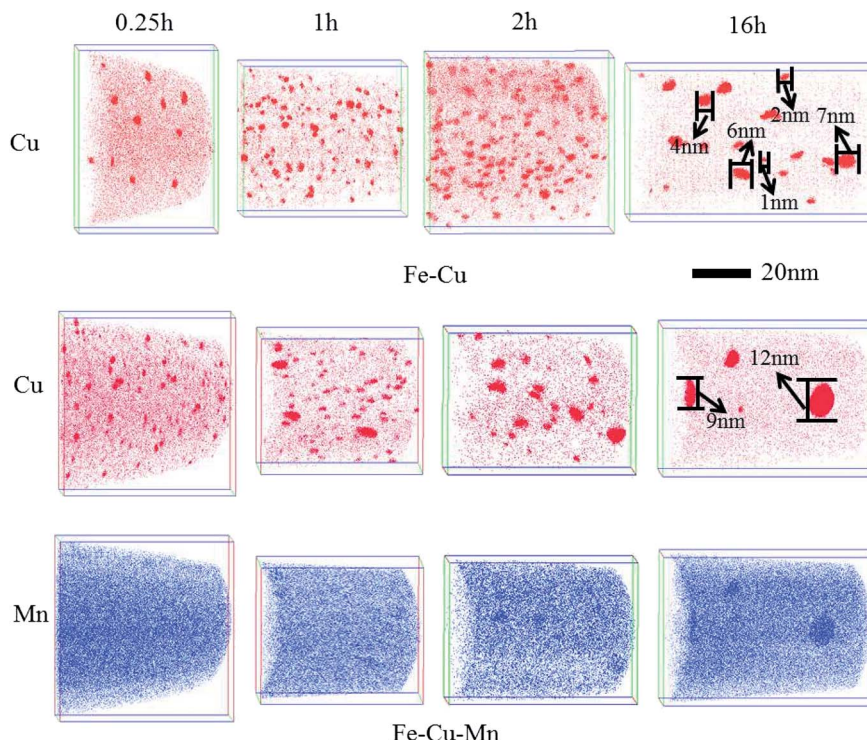 0.25h 1h 2h 16h
Cu
2nm 7nm
4nm 6nm
1nm
Fe-Cu 20nm
Cu
12nm
9nm
Mn
Fe-Cu-Mn